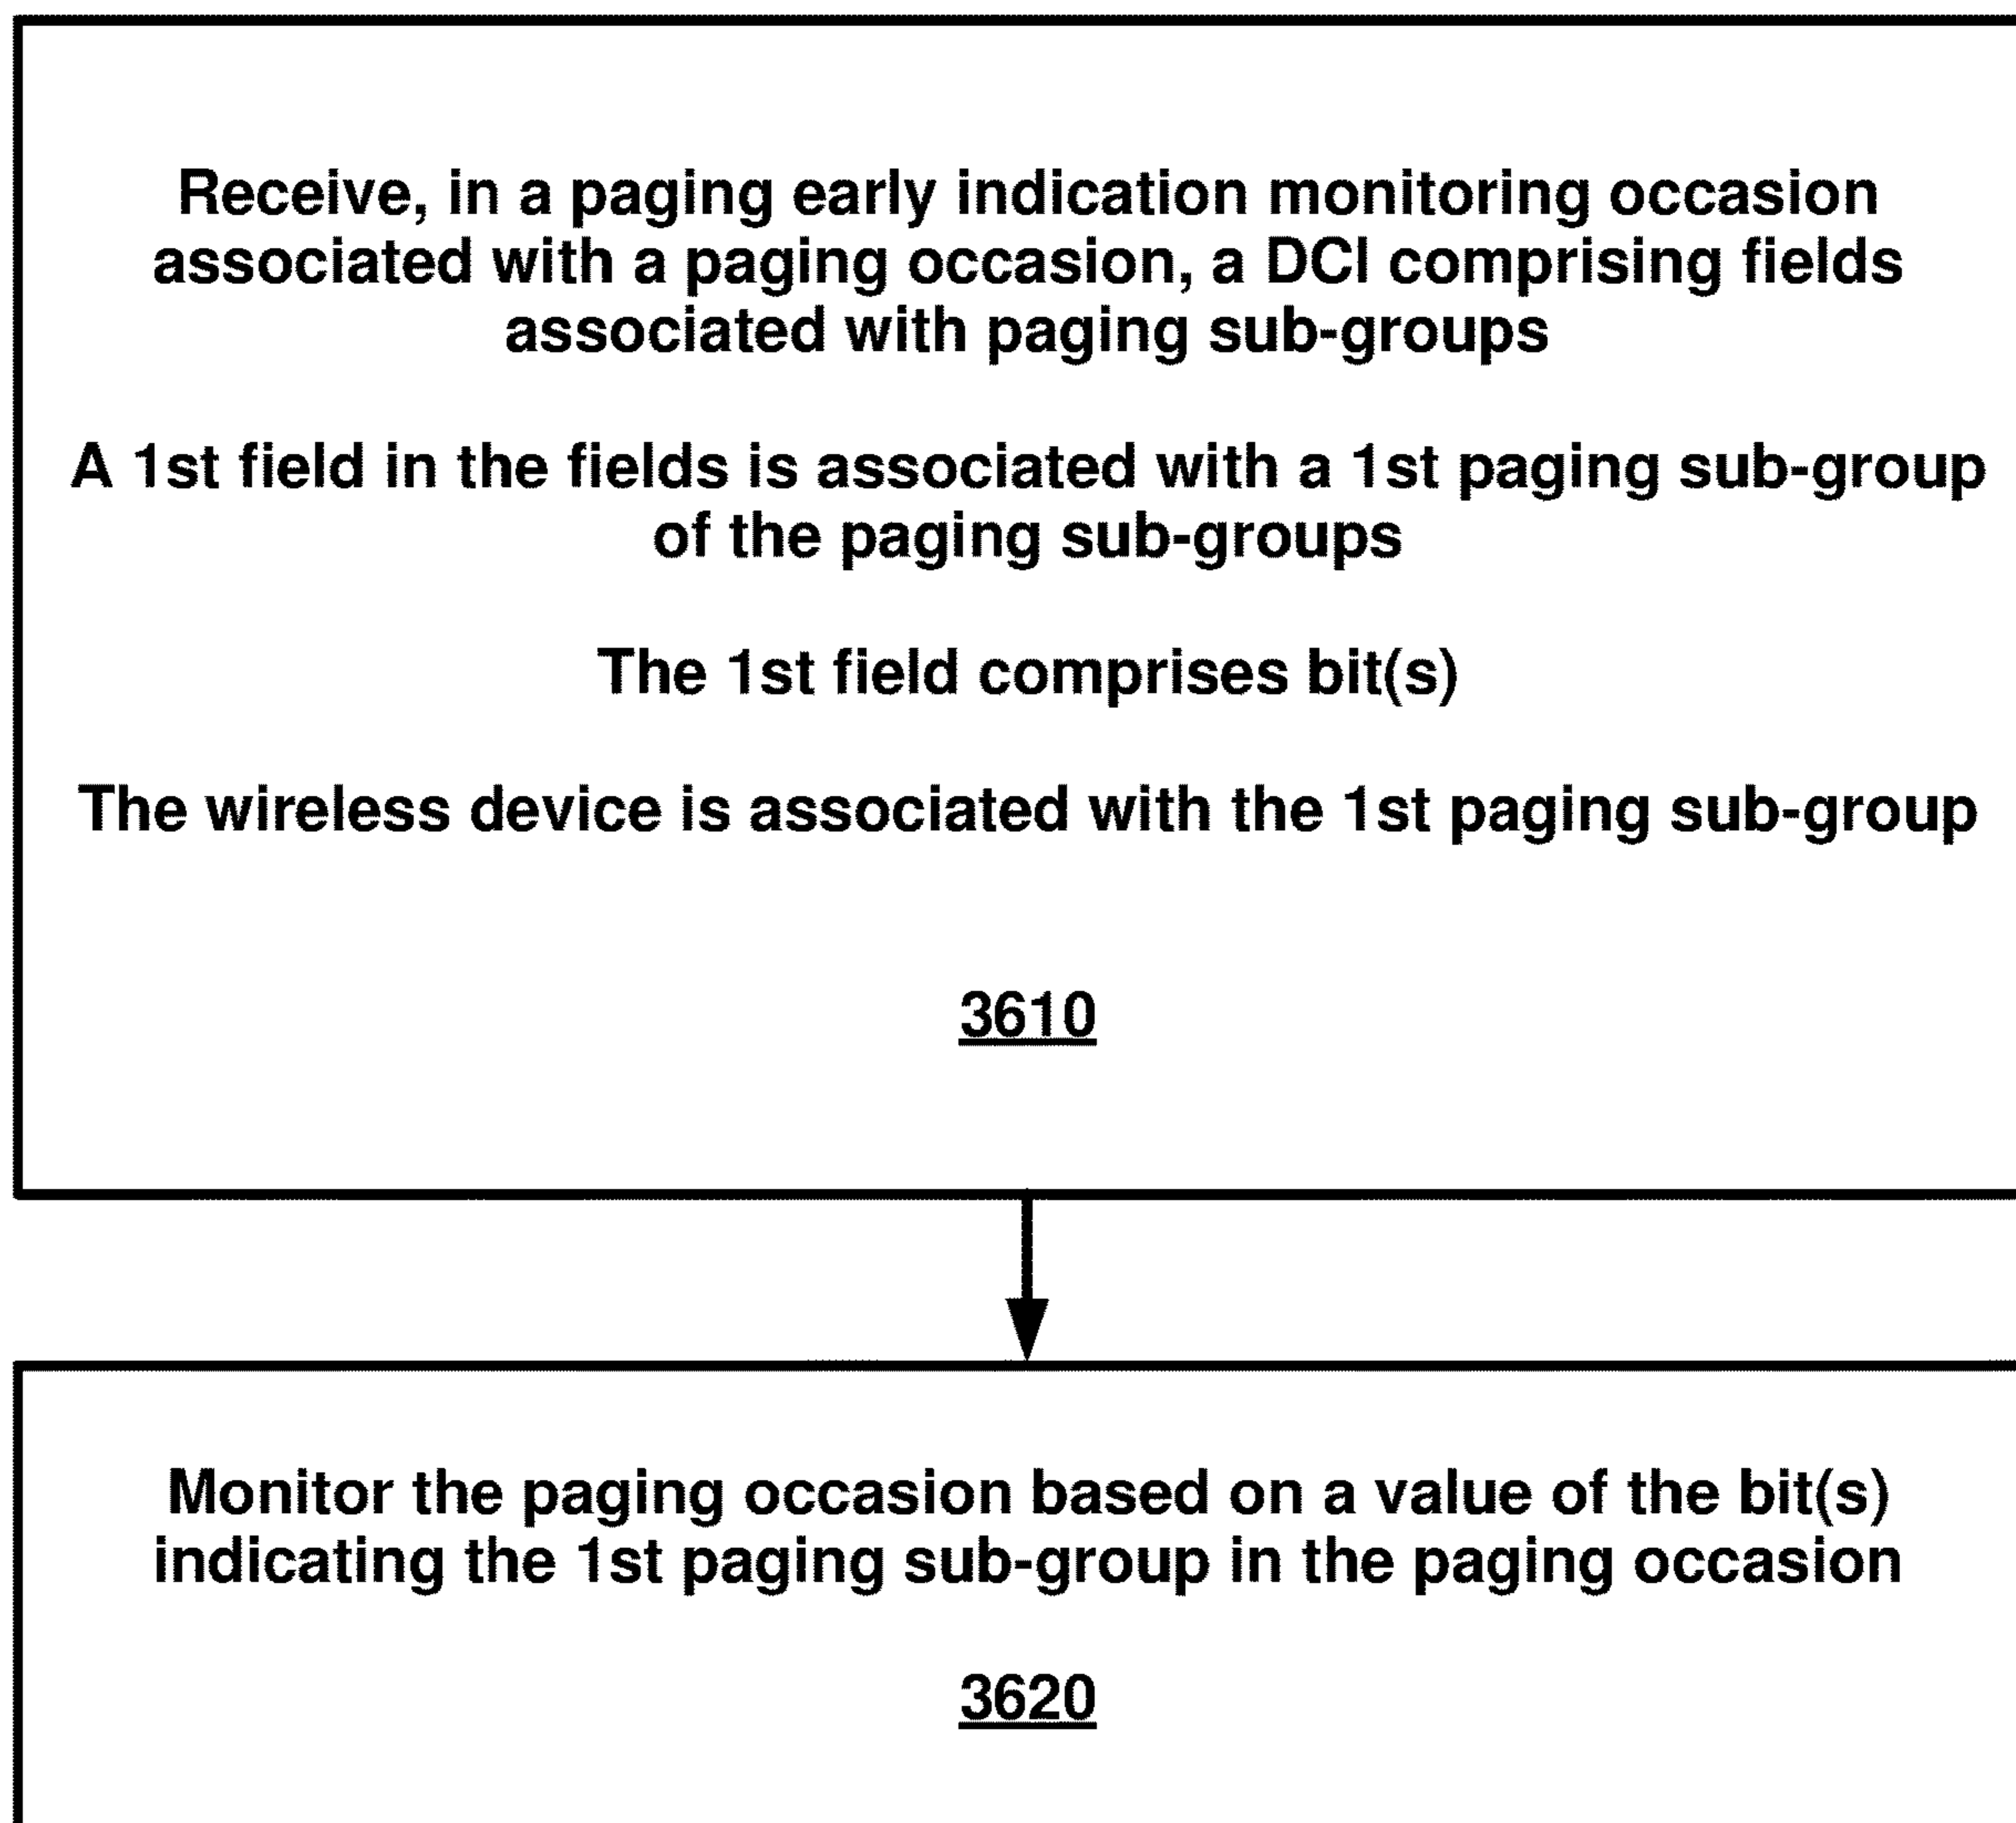 Receive, in a paging early indication monitoring occasion
associated with a paging occasion, a DCI comprising fields
associated with paging sub-groups
A 1st field in the fields is associated with a 1st paging sub-group
of the paging sub-groups
The 1st field comprises bit(s)
The wireless device is associated with the 1st paging sub-group
3610
Monitor the paging occasion based on a value of the bit(s)
indicating the 1st paging sub-group in the paging occasion
3620